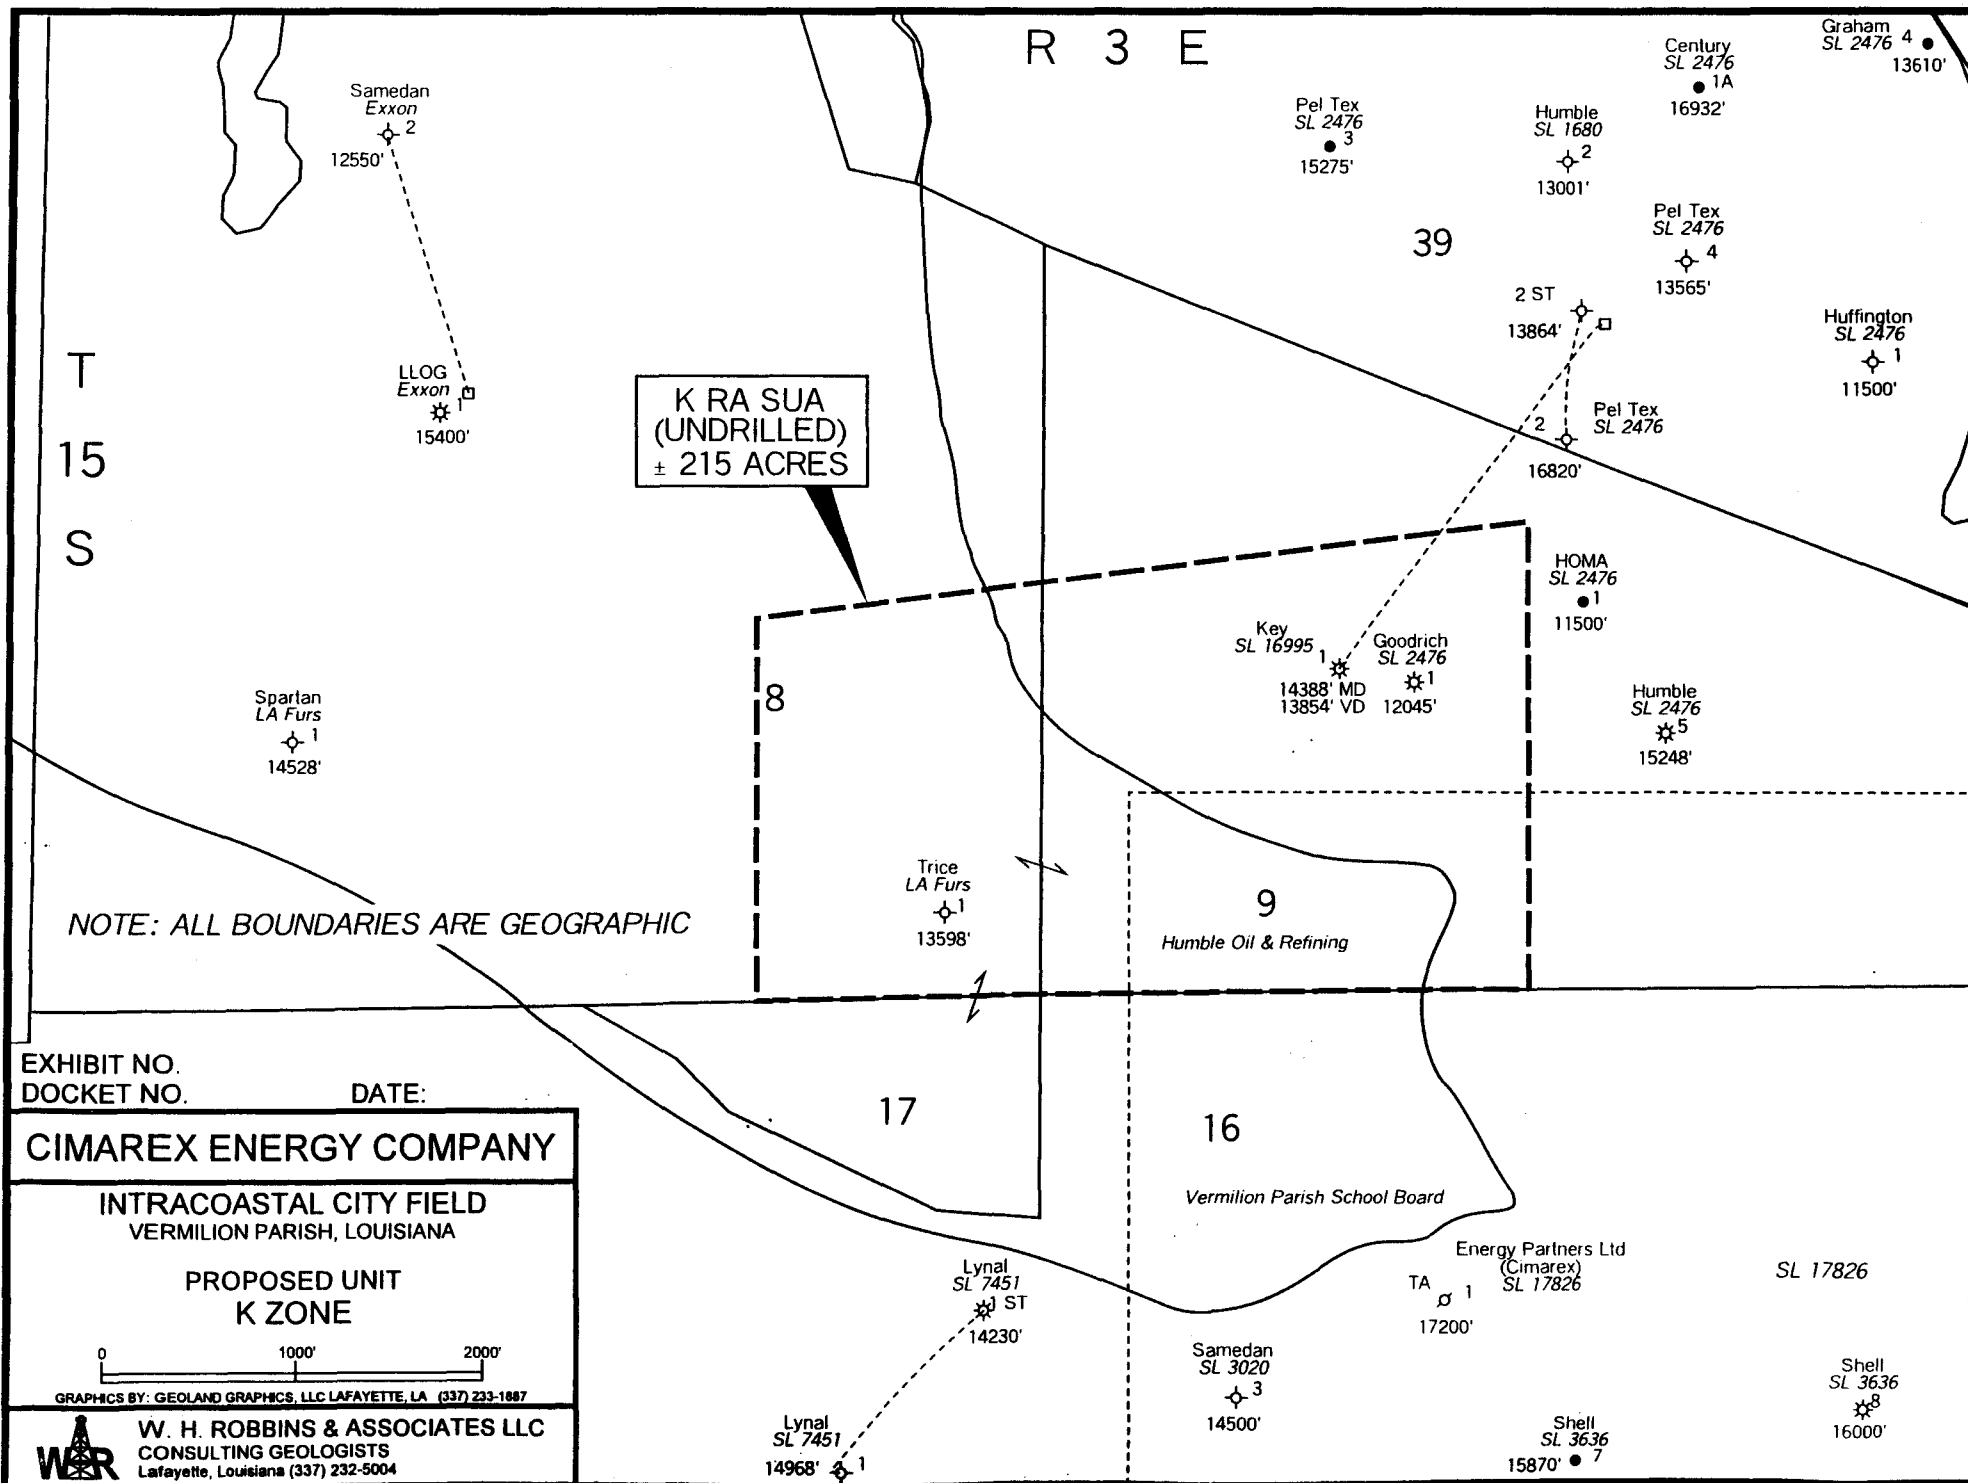 R 3 E
Graham
SL 2476 4
13610'
Century
SL 2476
1A
16932'
Samedan
Exxon
2
12550'
Pel Tex
SL 2476
3
15275'
Humble
SL 1680
2
13001'
Pel Tex
SL 2476
4
13565'
39
2 ST
13864'
Huffington
SL 2476
1
11500'
T
15
S
LLOG
Exxon
1
15400'
K RA SUA
(UNDRILLED)
± 215 ACRES
2
Pel Tex
SL 2476
16820'
HOMA
SL 2476
1
11500'
Key
SL 16995
1
14388' MD
13854' VD
Goodrich
SL 2476
1
12045'
8
Spartan
LA Furs
1
14528'
Humble
SL 2476
5
15248'
Trice
LA Furs
1
13598'
9
Humble Oil & Refining
NOTE: ALL BOUNDARIES ARE GEOGRAPHIC
17
16
Vermilion Parish School Board
Energy Partners Ltd
(Cimarex)
SL 17826
TA 1
17200'
SL 17826
Lynal
SL 7451
1 ST
14230'
Samedan
SL 3020
3
14500'
Shell
SL 3636
8
16000'
Lynal
SL 7451
14968' 1
Shell
SL 3636
7
15870'
EXHIBIT NO.
DOCKET NO. DATE:
CIMAREX ENERGY COMPANY
INTRACOASTAL CITY FIELD
VERMILION PARISH, LOUISIANA
PROPOSED UNIT
K ZONE
0 1000' 2000'
GRAPHICS BY: GEOLAND GRAPHICS, LLC LAFAYETTE, LA (337) 233-1887
W. H. ROBBINS & ASSOCIATES LLC
CONSULTING GEOLOGISTS
Lafayette, Louisiana (337) 232-5004
WR